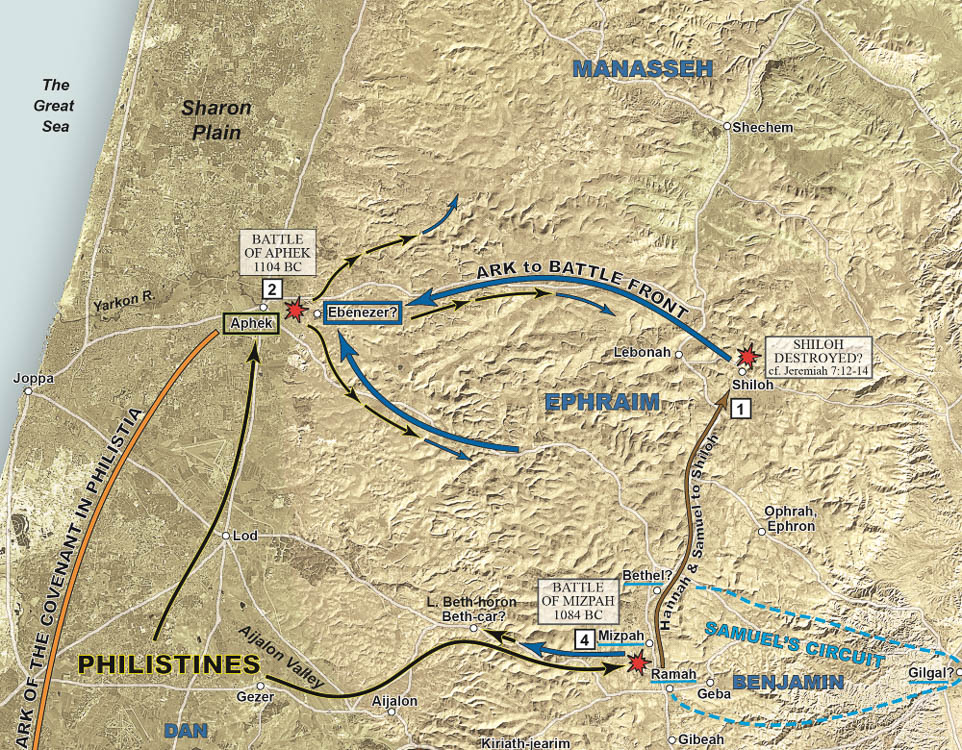 The
Great
Sea
Sharon
Plain
MANASSEH
Shechem
BATTLE
OF APHEK
1104 BC
2
Yarkon R.
Aphek
Ebenezer?
ARK to BATTLE FRONT
Lebonah
SHILOH
DESTROYED?
cf. Jeremiah 7:12-14
Shiloh
1
Joppa
EPHRAIM
ARK OF THE COVENANT IN PHILISTIA
Hannah & Samuel to Shiloh
Lod
Ophrah,
Ephron
Bethel?
BATTLE
OF MIZPAH
1084 BC
4
L. Beth-horon
Beth-car?
Mizpah
SAMUEL'S CIRCUIT
PHILISTINES
Aijalon Valley
Ramah
BENJAMIN
Gilgal?
Geba
Gezer
Aijalon
DAN
Kiriath-jearim
Gibeah